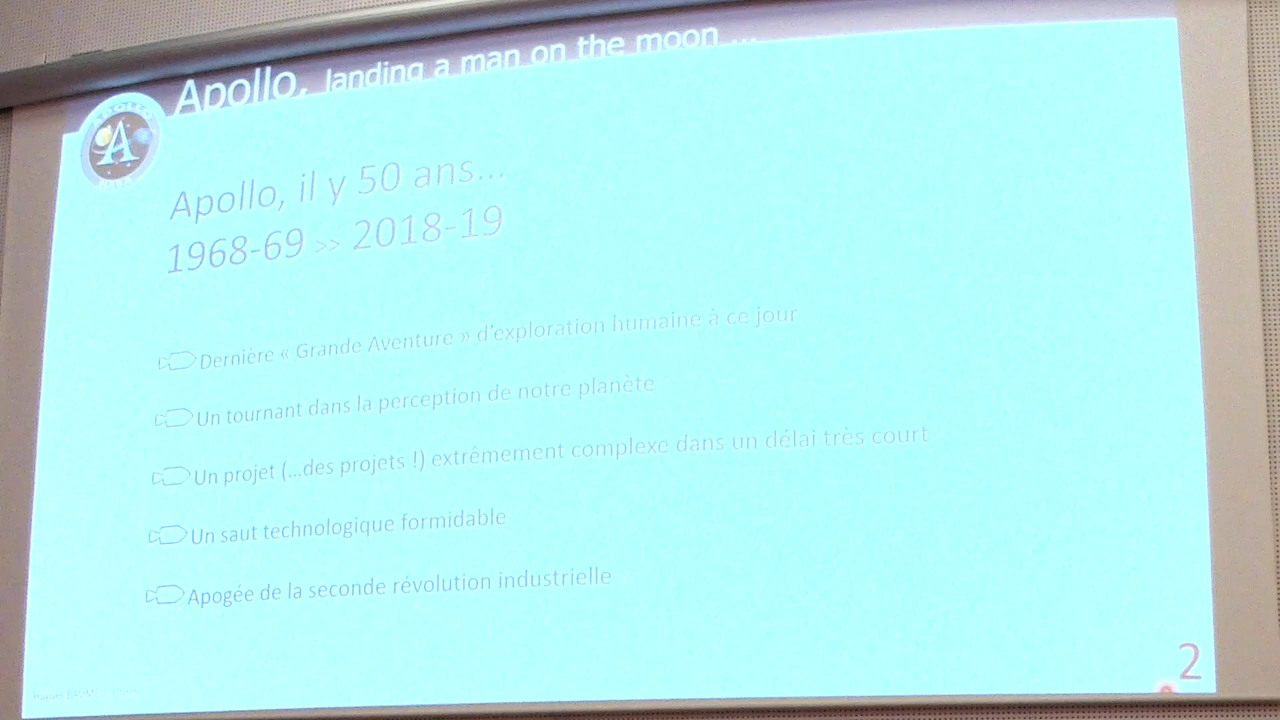 Apollo, landing a man on the moon ...
APOLLO
A
Apollo, il y 50 ans...
1968-69 >> 2018-19
Dernière « Grande Aventure » d'exploration humaine à ce jour
Un tournant dans la perception de notre planète
Un projet (...des projets !) extrêmement complexe dans un délai très court
Un saut technologique formidable
Apogée de la seconde révolution industrielle
2